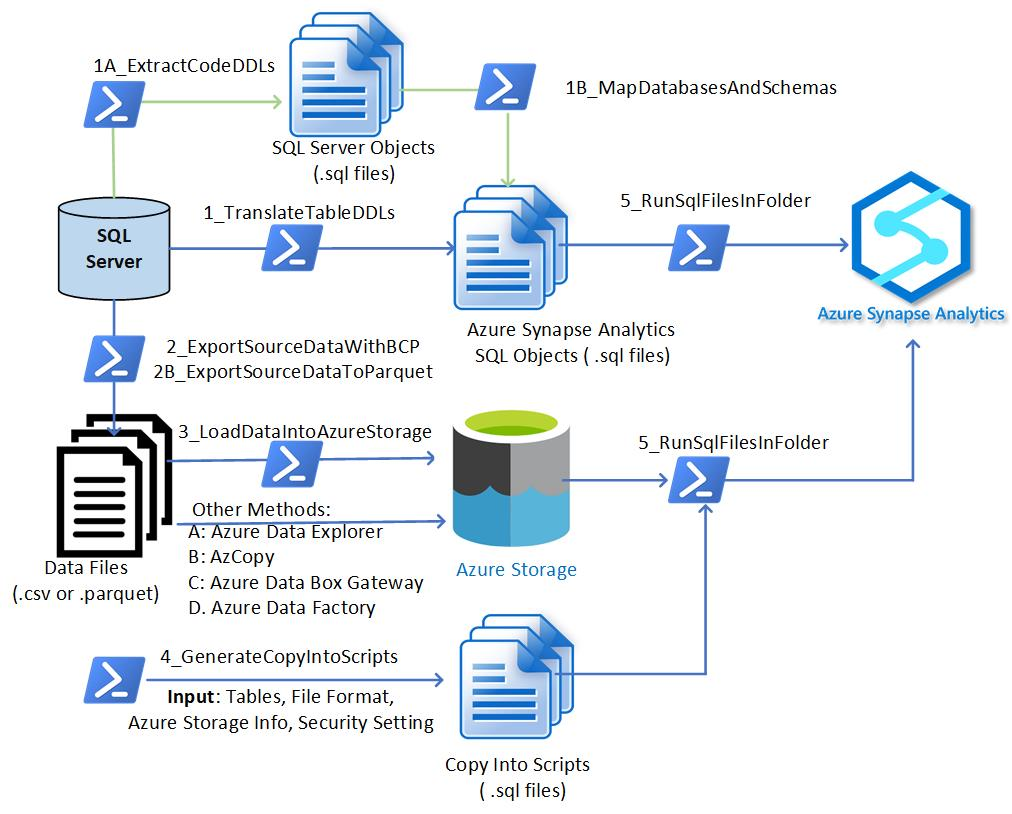 1A_ExtractCodeDDLs
1B_MapDatabasesAndSchemas
SQL Server Objects
(.sql files)
SQL
Server
1_TranslateTableDDLs
5_RunSqlFilesInFolder
Azure Synapse Analytics
Azure Synapse Analytics
SQL Objects ( .sql files)
2_ExportSourceDataWithBCP
2B_ExportSourceDataToParquet
3_LoadDataIntoAzureStorage
5_RunSqlFilesInFolder
Other Methods:
A: Azure Data Explorer
B: AzCopy
C: Azure Data Box Gateway
D. Azure Data Factory
Data Files
(.csv or .parquet)
Azure Storage
4_GenerateCopyIntoScripts
Input: Tables, File Format,
Azure Storage Info, Security Setting
Copy Into Scripts
( .sql files)